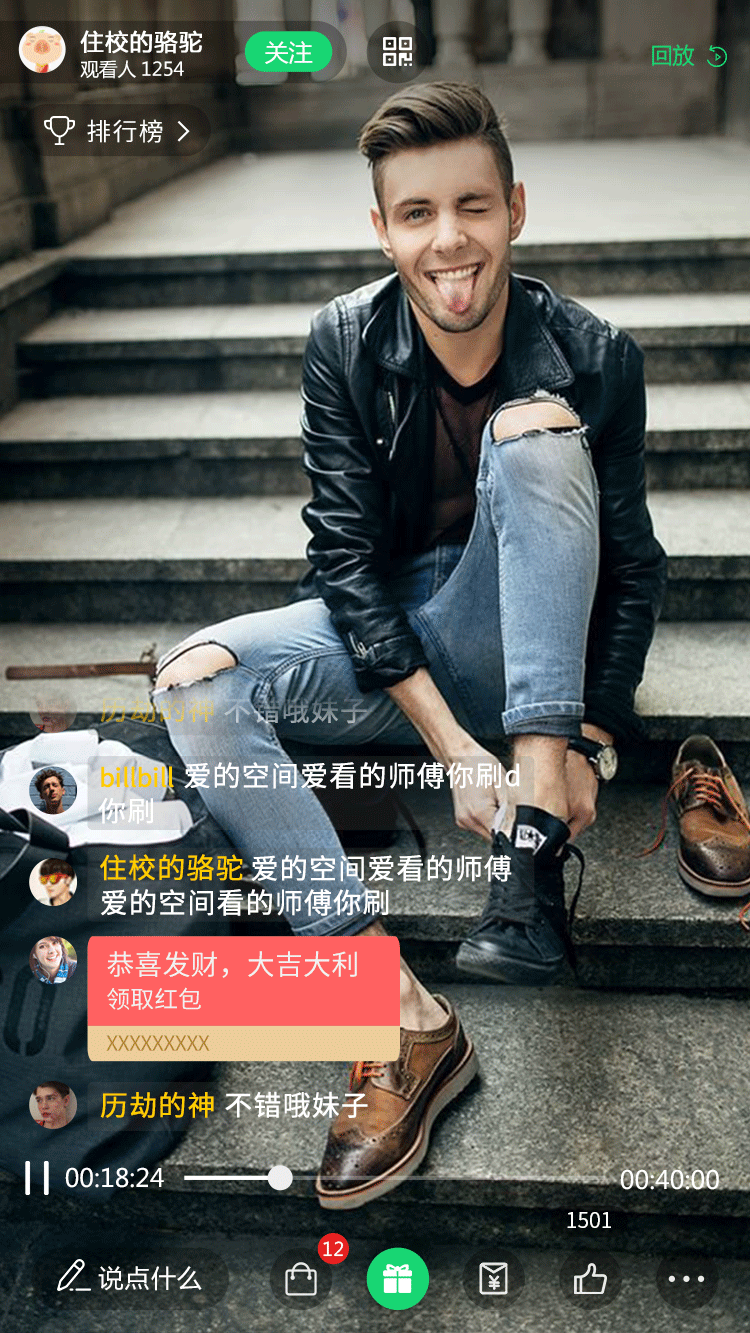 住校的骆驼
观看人 1254
关注
回放
排行榜
历劫的神 不错哦妹子
billbill 爱的空间爱看的师傅你刷d
你刷
住校的骆驼 爱的空间爱看的师傅
爱的空间看的师傅你刷
恭喜发财，大吉大利
领取红包
XXXXXXXXX
历劫的神 不错哦妹子
00:18:24
00:40:00
1501
说点什么
12
¥